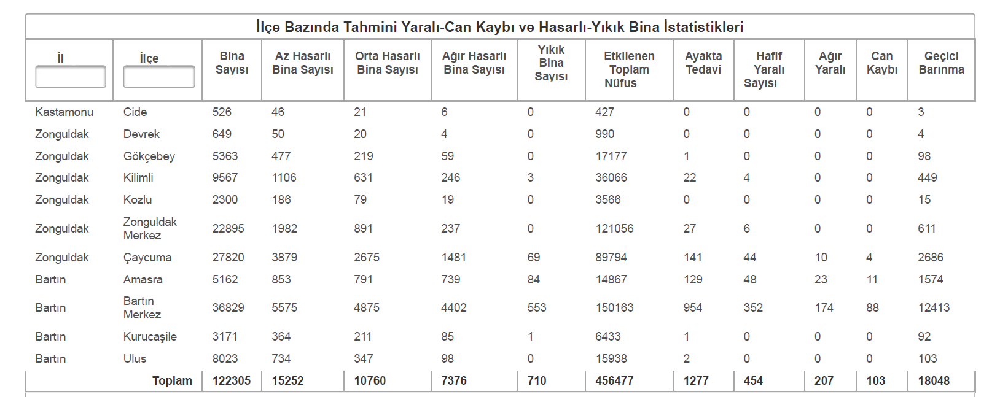 İlçe Bazında Tahmini Yaralı-Can Kaybı ve Hasarlı-Yıkık Bina İstatistikleri
İl İlçe Bina Sayısı Az Hasarlı Bina Sayısı Orta Hasarlı Bina Sayısı Ağır Hasarlı Bina Sayısı Yıkık Bina Sayısı Etkilenen Toplam Nüfus Ayakta Tedavi Hafif Yaralı Sayısı Ağır Yaralı Can Kaybı Geçici Barınma
Kastamonu Cide 526 46 21 6 0 427 0 0 0 0 3
Zonguldak Devrek 649 50 20 4 0 990 0 0 0 0 4
Zonguldak Gökçebey 5363 477 219 59 0 17177 1 0 0 0 98
Zonguldak Kilimli 9567 1106 631 246 3 36066 22 4 0 0 449
Zonguldak Kozlu 2300 186 79 19 0 3566 0 0 0 0 15
Zonguldak Zonguldak Merkez 22895 1982 891 237 0 121056 27 6 0 0 611
Zonguldak Çaycuma 27820 3879 2675 1481 69 89794 141 44 10 4 2686
Bartın Amasra 5162 853 791 739 84 14867 129 48 23 11 1574
Bartın Bartın Merkez 36829 5575 4875 4402 553 150163 954 352 174 88 12413
Bartın Kurucaşile 3171 364 211 85 1 6433 1 0 0 0 92
Bartın Ulus 8023 734 347 98 0 15938 2 0 0 0 103
Toplam 122305 15252 10760 7376 710 456477 1277 454 207 103 18048